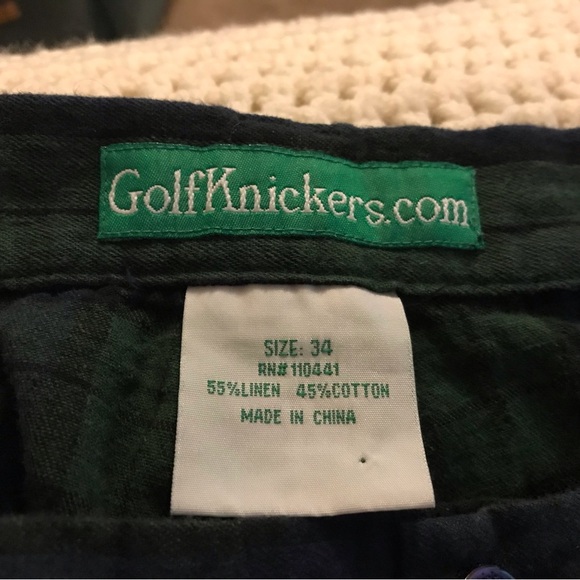 GolfKnickers.com
SIZE: 34
RN# 110441
55%LINEN 45%COTTON
MADE IN CHINA